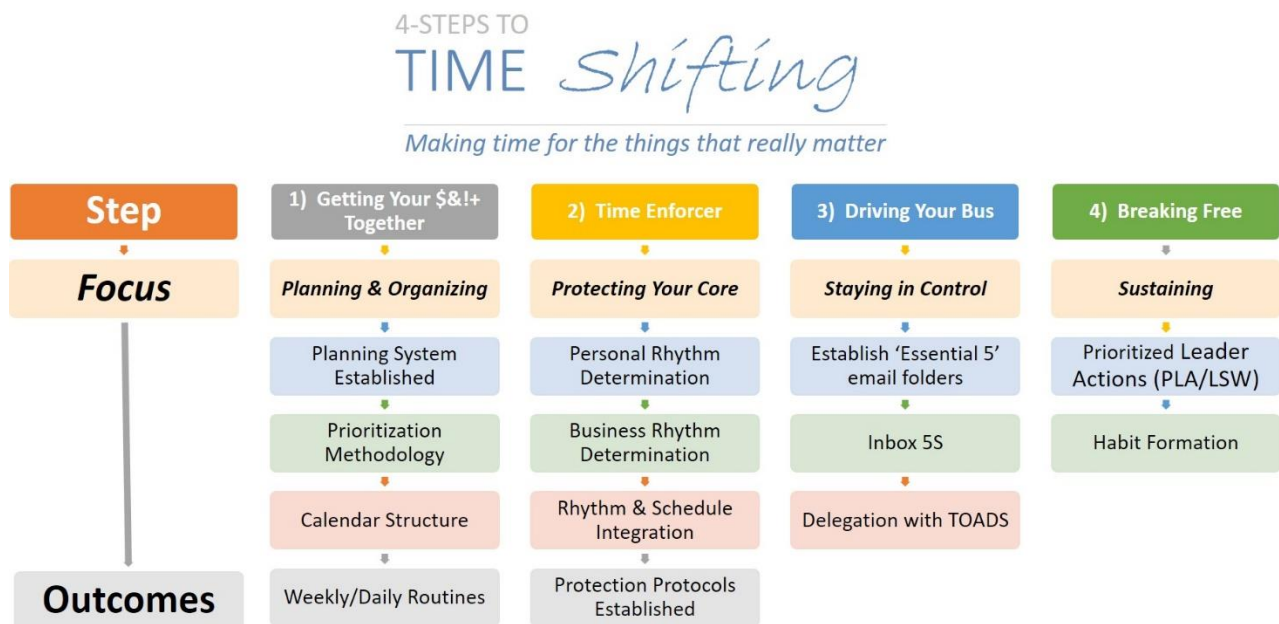 4-STEPS TO
TIME Shifting
Making time for the things that really matter
Step
1) Getting Your $&!+
Together
2) Time Enforcer
3) Driving Your Bus
4) Breaking Free
Focus
Planning & Organizing
Protecting Your Core
Staying in Control
Sustaining
Planning System
Established
Personal Rhythm
Determination
Establish ‘Essential 5’
email folders
Prioritized Leader
Actions (PLA/LSW)
Prioritization
Methodology
Business Rhythm
Determination
Inbox 5S
Habit Formation
Calendar Structure
Rhythm & Schedule
Integration
Delegation with TOADS
Outcomes
Weekly/Daily Routines
Protection Protocols
Established